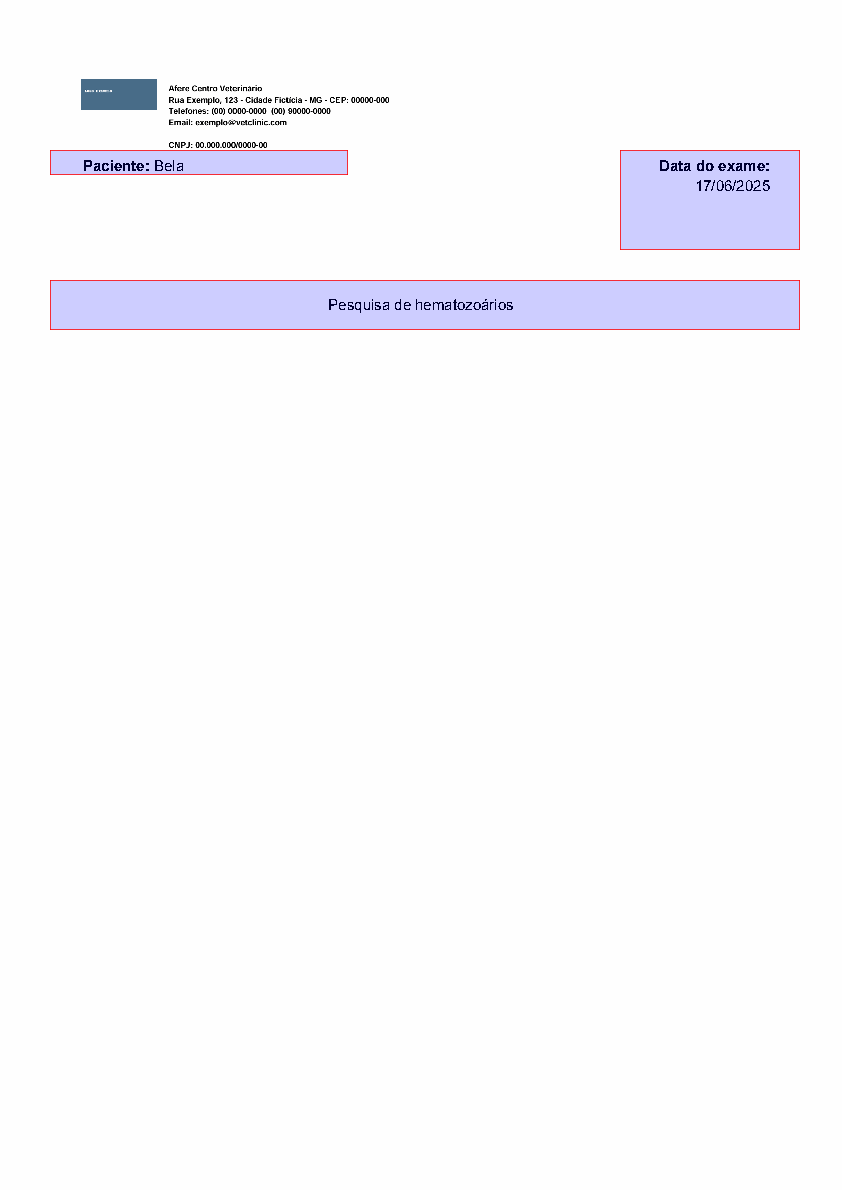 Afere Centro Veterinário
Rua Exemplo, 123 - Cidade Fictícia - MG - CEP: 00000-000
Telefones: (00) 0000-0000 (00) 90000-0000
Email: exemplo@vetclinic.com
CNPJ: 00.000.000/0000-00
Paciente: Bela
Data do exame:
17/06/2025
Pesquisa de hematozoários